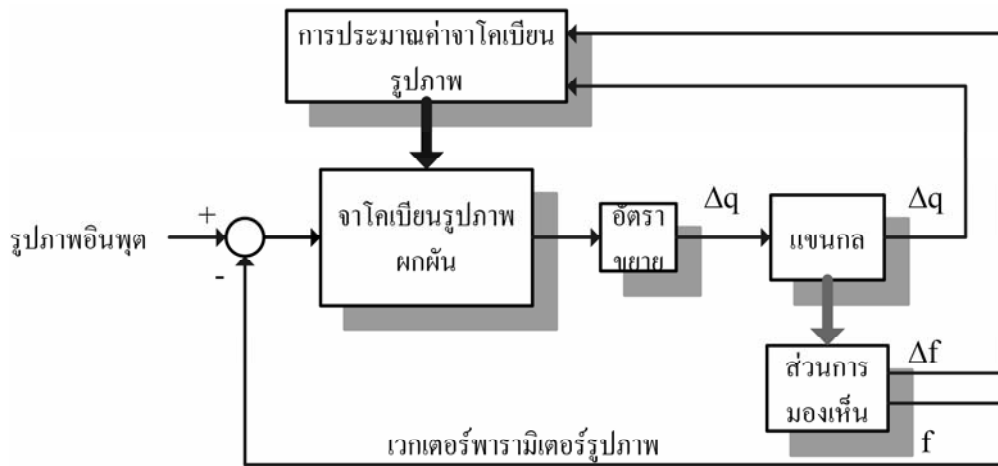 การประมาณค่าจาโคเบียน
รูปภาพ
รูปภาพอินพุต
+
-
จาโคเบียนรูปภาพ
ผกผัน
อัตรา
ขยาย
Δq
แขนกล
Δq
ส่วนการ
มองเห็น
Δf
f
เวกเตอร์พารามิเตอร์รูปภาพ